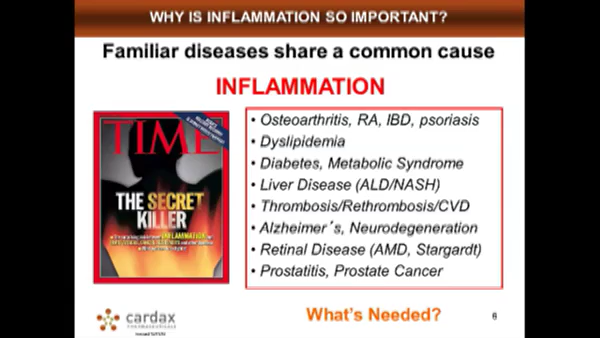 WHY IS INFLAMMATION SO IMPORTANT?
Familiar diseases share a common cause
INFLAMMATION
TIME
THE SECRET
KILLER
INFLAMMATION
• Osteoarthritis, RA, IBD, psoriasis
• Dyslipidemia
• Diabetes, Metabolic Syndrome
• Liver Disease (ALD/NASH)
• Thrombosis/Rethrombosis/CVD
• Alzheimer´s, Neurodegeneration
• Retinal Disease (AMD, Stargardt)
• Prostatitis, Prostate Cancer
cardax
PHARMACEUTICALS
What's Needed?
6